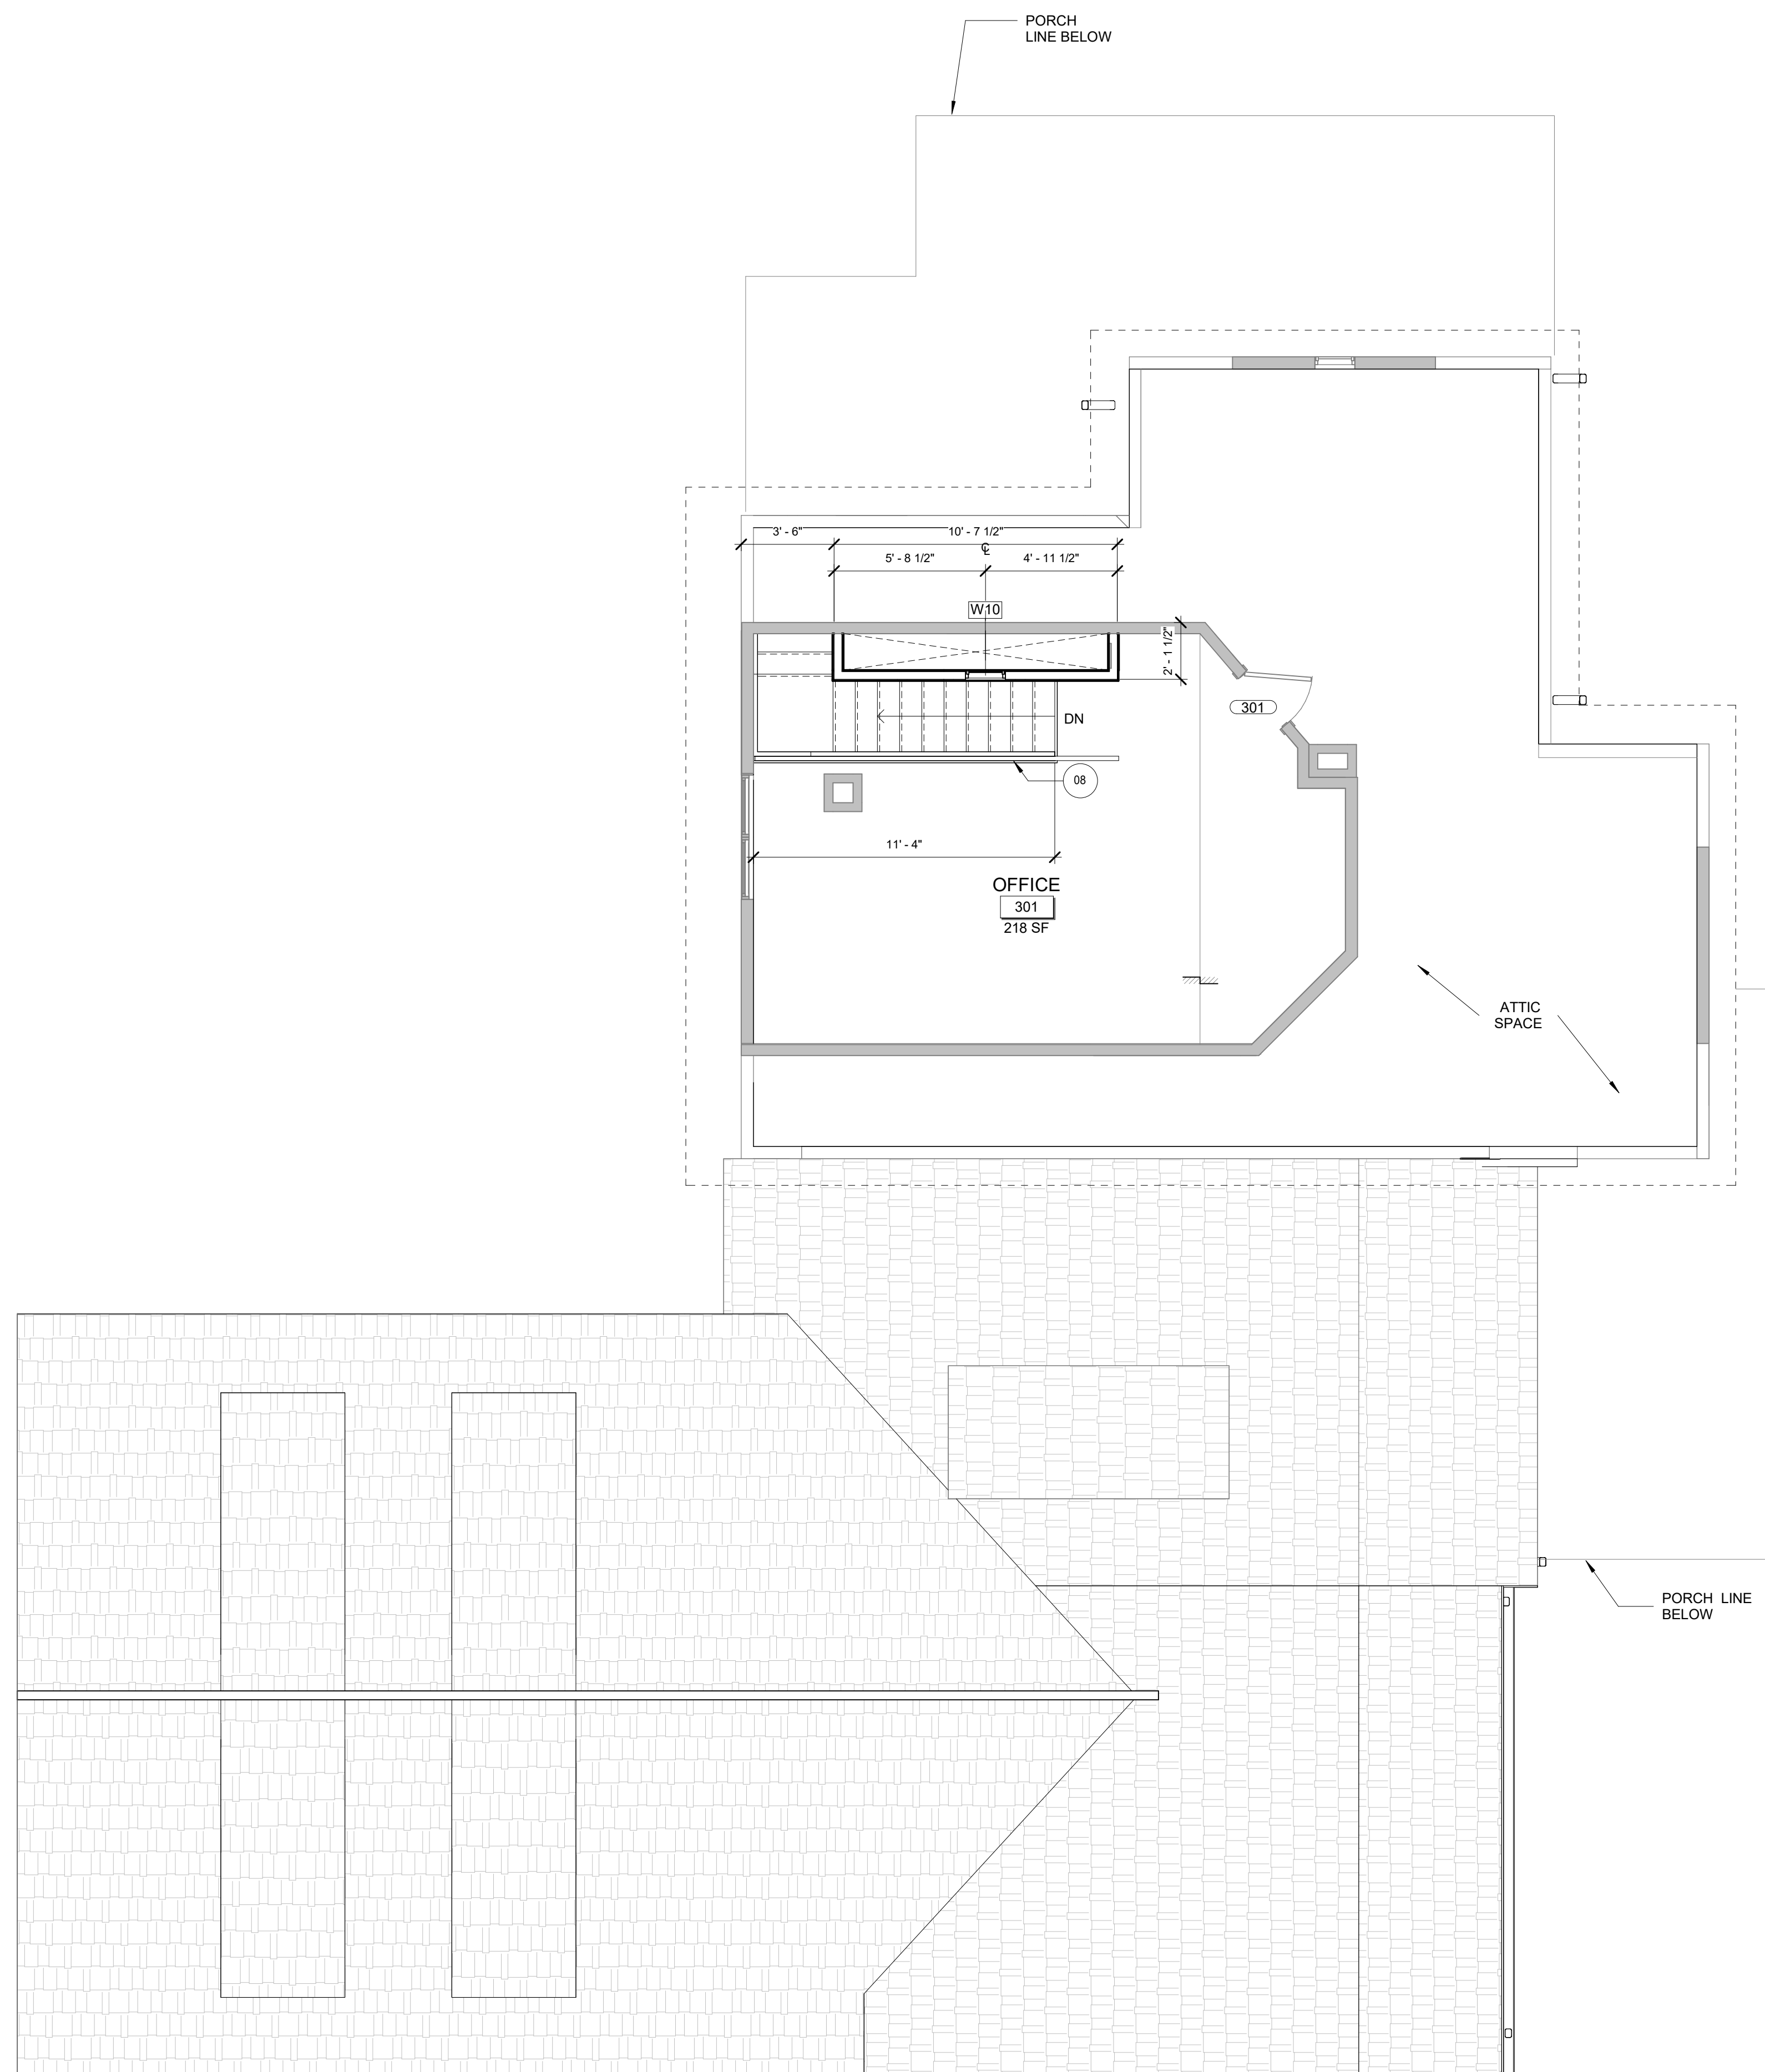 PORCH
LINE BELOW
3' - 6"
10' - 7 1/2"
5' - 8 1/2"
4' - 11 1/2"
W10
2' - 1 1/2"
301
DN
08
11' - 4"
OFFICE
301
218 SF
ATTIC
SPACE
PORCH LINE
BELOW